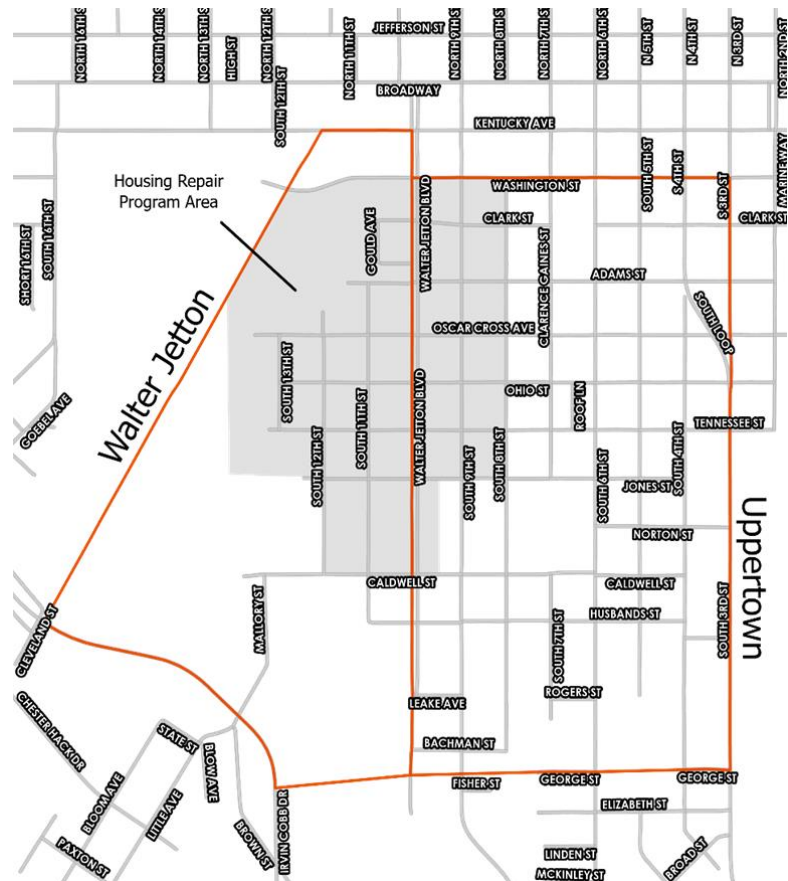 NORTH 16TH ST
NORTH 14TH ST
NORTH 13TH ST
HIGH ST
NORTH 12TH ST
NORTH 11TH ST
JEFFERSON ST
NORTH 9TH ST
NORTH 8TH ST
NORTH 7TH ST
NORTH 6TH ST
N 5TH ST
N 4TH ST
N 3RD ST
NORTH 2ND ST
SOUTH 12TH ST
BROADWAY
KENTUCKY AVE
Housing Repair
Program Area
WALTER JETTON BLVD
WASHINGTON ST
SOUTH 5TH ST
S 4TH ST
S 3RD ST
MARINE WAY
SHORT 16TH ST
SOUTH 16TH ST
GOULD AVE
CLARK ST
CLARK ST
CLARENCE GAINES ST
ADAMS ST
SOUTH LOOP
Walter Jetton
OSCAR CROSS AVE
SOUTH 13TH ST
OHIO ST
ROOF LN
GOEBEL AVE
SOUTH 12TH ST
SOUTH 11TH ST
WALTER JETTON BLVD
TENNESSEE ST
SOUTH 9TH ST
SOUTH 8TH ST
SOUTH 6TH ST
JONES ST
SOUTH 4TH ST
NORTON ST
Uppertown
CALDWELL ST
CALDWELL ST
MALLORY ST
HUSBANDS ST
SOUTH 7TH ST
SOUTH 3RD ST
CLEVELAND ST
ROGERS ST
LEAKE AVE
CHESTER HACK DR
STATE ST
BLOW AVE
BACHMAN ST
FISHER ST
GEORGE ST
GEORGE ST
BLOOM AVE
LITTLE AVE
BROWN ST
IRVIN COBB DR
ELIZABETH ST
PAXTON ST
LINDEN ST
BROAD ST
MCKINLEY ST